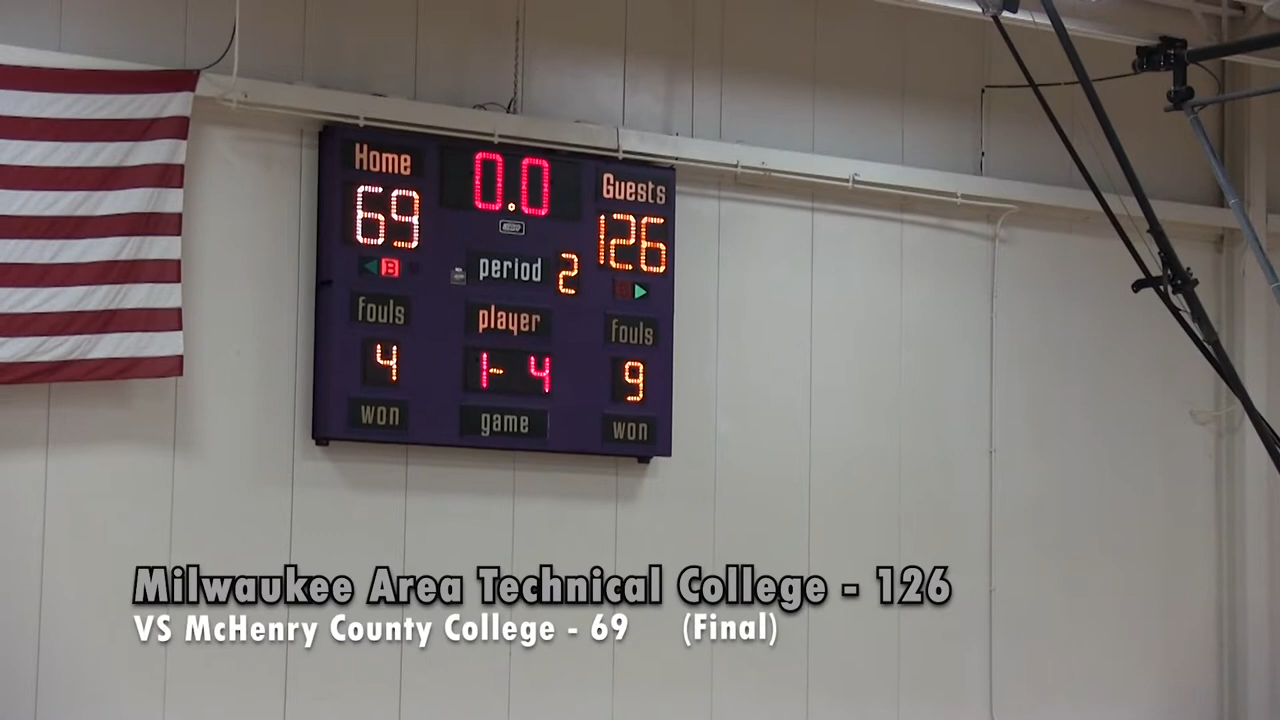 Home 0.0 Guests
69 126
B period 2
fouls player fouls
4 1-4 9
won game won
Milwaukee Area Technical College - 126
VS McHenry County College - 69 (Final)